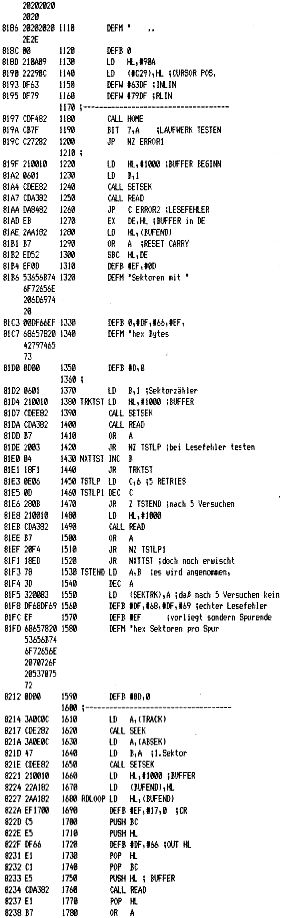 20202020
2020
8186 20202020 1110 DEFM " ..
2E2E
818C 00 1120 DEFB 0
818D 218A09 1130 LD HL,#98A
8190 22290C 1140 LD (#C29),HL ;CURSOR POS.
8193 DF63 1150 DEFW #63DF ;INLIN
8195 DF79 1160 DEFW #79DF ;RLIN
1170 ;------------------------------------
8197 CDF482 1180 CALL HOME
819A CB7F 1190 BIT 7,A ;LAUFWERK TESTEN
819C C27282 1200 JP NZ ERROR1
1210 ;
819F 210010 1220 LD HL,#1000 ;BUFFER BEGINN
81A2 0601 1230 LD B,1
81A4 CDEE82 1240 CALL SETSEK
81A7 CDA382 1250 CALL READ
81AA DA8482 1260 JP C ERROR2 ;LESEFEHLER
81AD EB 1270 EX DE,HL ;BUFFER in DE
81AE 2AA182 1280 LD HL,(BUFEND)
81B1 B7 1290 OR A ;RESET CARRY
81B2 ED52 1300 SBC HL,DE
81B4 EF0D 1310 DEFB #EF,#0D
81B6 53656B74 1320 DEFM "Sektoren mit "
6F72656E
206D6974
20
81C3 00DF66EF 1330 DEFB 0,#DF,#66,#EF,
81C7 68657820 1340 DEFM "hex Bytes
42797465
73
81D0 0D00 1350 DEFB #D,0
1360 ;
81D2 0601 1370 LD B,1 ;Sektorzähler
81D4 210010 1380 TRKTST LD HL,#1000 ;BUFFER
81D7 CDEE82 1390 CALL SETSEK
81DA CDA382 1400 CALL READ
81DD B7 1410 OR A
81DE 2003 1420 JR NZ TSTLP ;bei Lesefehler testen
81E0 04 1430 NXTTST INC B
81E1 18F1 1440 JR TRKTST
81E3 0E06 1450 TSTLP LD C,6 ;5 RETRIES
81E5 0D 1460 TSTLP1 DEC C
81E6 280B 1470 JR Z TSTEND ;nach 5 Versuchen
81E8 210010 1480 LD HL,#1000
81EB CDA382 1490 CALL READ
81EE B7 1500 OR A
81EF 20F4 1510 JR NZ TSTLP1
81F1 18ED 1520 JR NXTTST ;doch noch erwischt
81F3 78 1530 TSTEND LD A,B ;es wird angenommen,
81F4 3D 1540 DEC A
81F5 320D83 1550 LD (SEKTRK),A ;daß nach 5 Versuchen kein
81F8 DF68DF69 1560 DEFB #DF,#68,#DF,#69 ;echter Lesefehler
81FC EF 1570 DEFB #EF ;vorliegt sondern Spurende
81FD 68657820 1580 DEFM "hex Sektoren pro Spur
53656B74
6F72656E
2070726F
20537075
72
8212 0D00 1590 DEFB #0D,0
1600 ;------------------------------------
8214 3A0C0C 1610 LD A,(TRACK)
8217 CDE282 1620 CALL SEEK
821A 3A0E0C 1630 LD A,(ABSEK)
821D 47 1640 LD B,A ;1.Sektor
821E CDEE82 1650 CALL SETSEK
8221 210010 1660 LD HL,#1000 ;BUFFER
8224 22A182 1670 LD (BUFEND),HL
8227 2AA182 1680 RDLOOP LD HL,(BUFEND)
822A EF1700 1690 DEFB #EF,#17,0 ;CR
822D C5 1700 PUSH BC
822E E5 1710 PUSH HL
822F DF66 1720 DEFB #DF,#66 ;OUT HL
8231 E1 1730 POP HL
8232 C1 1740 POP BC
8233 E5 1750 PUSH HL ; BUFFER
8234 CDA382 1760 CALL READ
8237 E1 1770 POP HL
8238 B7 1780 OR A